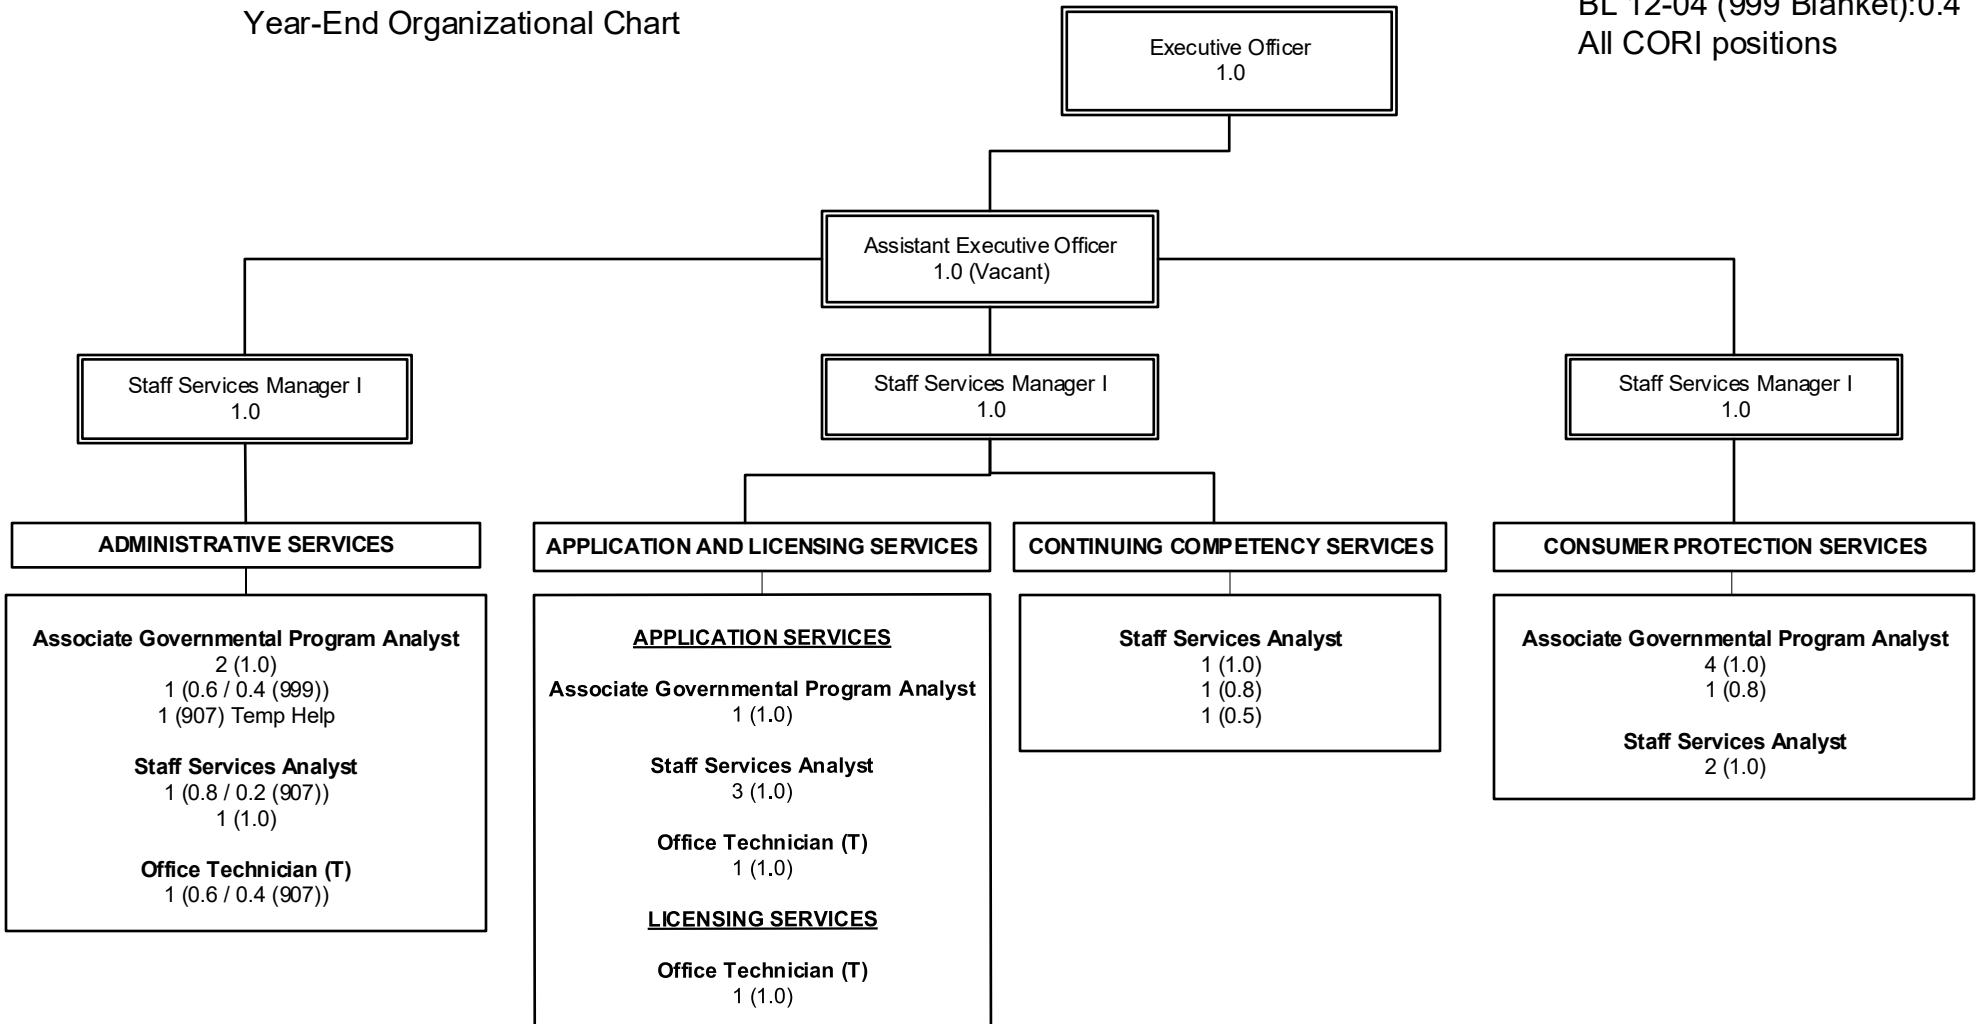 Year-End Organizational Chart
BL 12-04 (999 Blanket):0.4
All CORI positions
Executive Officer
1.0
Assistant Executive Officer
1.0 (Vacant)
Staff Services Manager I
1.0
Staff Services Manager I
1.0
Staff Services Manager I
1.0
ADMINISTRATIVE SERVICES
Associate Governmental Program Analyst
2 (1.0)
1 (0.6 / 0.4 (999))
1 (907) Temp Help
Staff Services Analyst
1 (0.8 / 0.2 (907))
1 (1.0)
Office Technician (T)
1 (0.6 / 0.4 (907))
APPLICATION AND LICENSING SERVICES
APPLICATION SERVICES
Associate Governmental Program Analyst
1 (1.0)
Staff Services Analyst
3 (1.0)
Office Technician (T)
1 (1.0)
LICENSING SERVICES
Office Technician (T)
1 (1.0)
CONTINUING COMPETENCY SERVICES
Staff Services Analyst
1 (1.0)
1 (0.8)
1 (0.5)
CONSUMER PROTECTION SERVICES
Associate Governmental Program Analyst
4 (1.0)
1 (0.8)
Staff Services Analyst
2 (1.0)